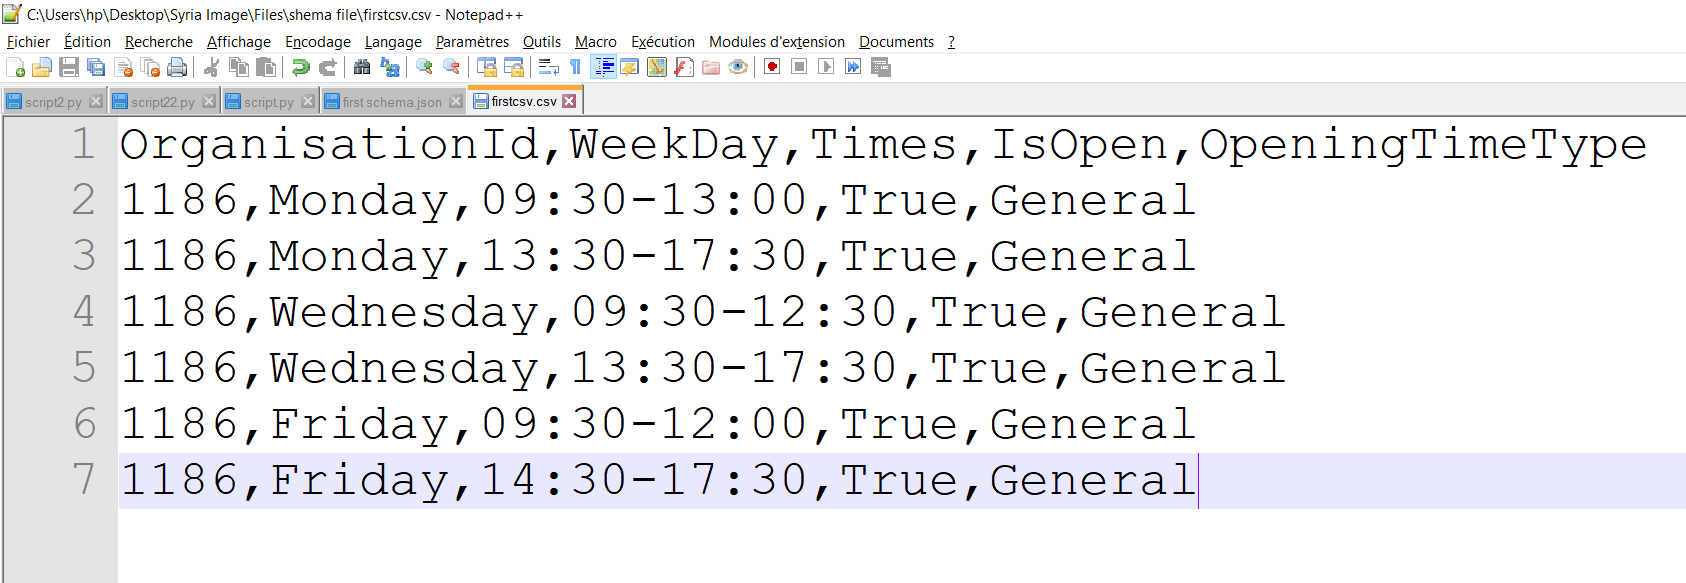 C:\Users\hp\Desktop\Syria Image\Files\shema file\firstcsv.csv - Notepad++
Fichier Édition Recherche Affichage Encodage Langage Paramètres Outils Macro Exécution Modules d'extension Documents ?
script2.py script22.py script.py first schema.json firstcsv.csv
1 OrganisationId,WeekDay,Times,IsOpen,OpeningTimeType
2 1186,Monday,09:30-13:00,True,General
3 1186,Monday,13:30-17:30,True,General
4 1186,Wednesday,09:30-12:30,True,General
5 1186,Wednesday,13:30-17:30,True,General
6 1186,Friday,09:30-12:00,True,General
7 1186,Friday,14:30-17:30,True,General